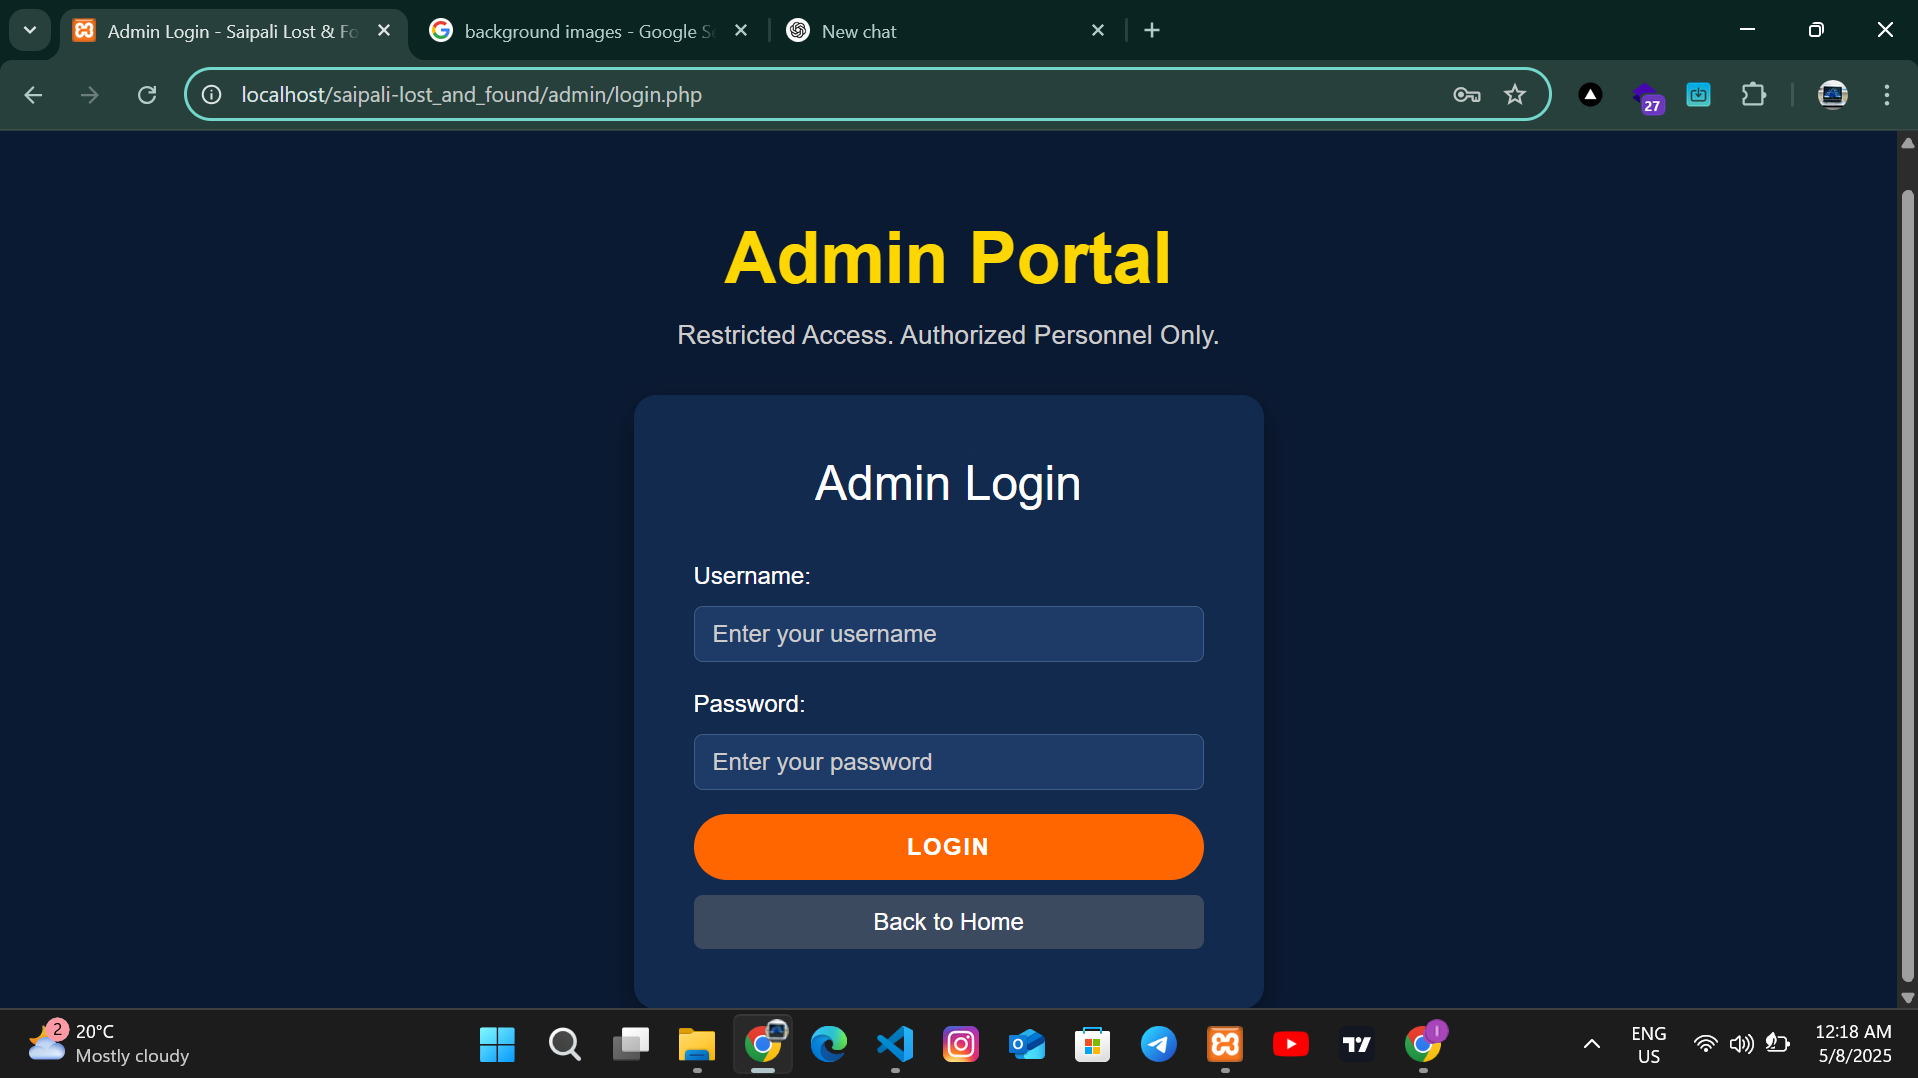 Admin Login - Saipali Lost & Fo
background images - Google Se
New chat
localhost/saipali-lost_and_found/admin/login.php
27
Admin Portal
Restricted Access. Authorized Personnel Only.
Admin Login
Username:
Enter your username
Password:
Enter your password
LOGIN
Back to Home
2
20°C
Mostly cloudy
I
ENG
US
12:18 AM
5/8/2025